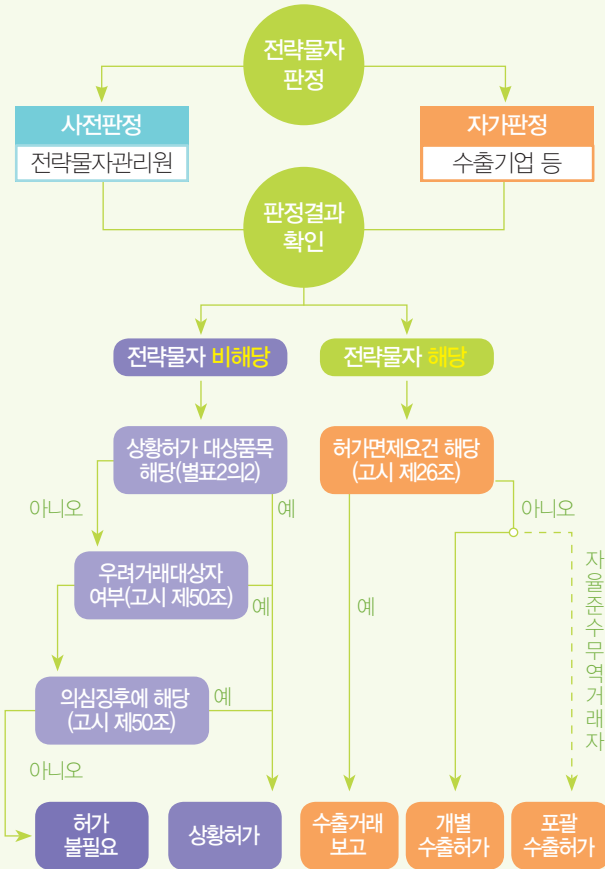 전략물자
판정
사전판정
전략물자관리원
자가판정
수출기업 등
판정결과
확인
전략물자 비해당
전략물자 해당
상황허가 대상품목
해당(별표2의2)
허가면제요건 해당
(고시 제26조)
아니오
예
아니오
우려거래대상자
여부(고시 제50조)
예
예
자율준수무역거래자
의심징후에 해당
(고시 제50조)
예
아니오
허가
불필요
상황허가
수출거래
보고
개별
수출허가
포괄
수출허가